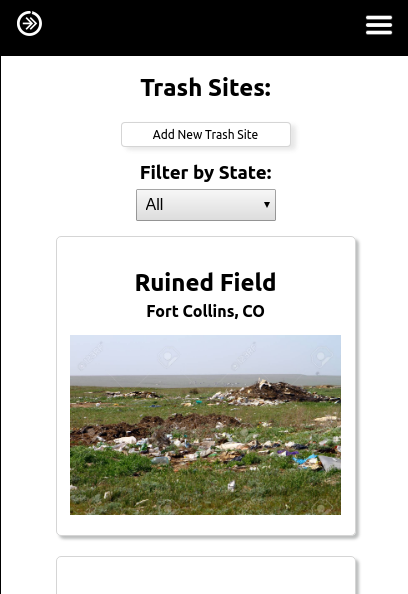 Trash Sites:
Add New Trash Site
Filter by State:
All
Ruined Field
Fort Collins, CO